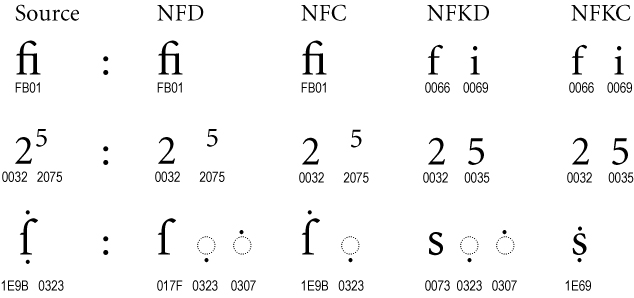 Source NFD NFC NFKD NFKC
ﬁ : ﬁ ﬁ f i f i
FB01 FB01 FB01 0066 0069 0066 0069
2⁵ : 2 ⁵ 2 ⁵ 2 5 2 5
0032 2075 0032 2075 0032 2075 0032 0035 0032 0035
ẛ̣ : ſ ◌̣ ◌̇ ẛ ◌̣ s ◌̣ ◌̇ ṩ
1E9B 0323 017F 0323 0307 1E9B 0323 0073 0323 0307 1E69